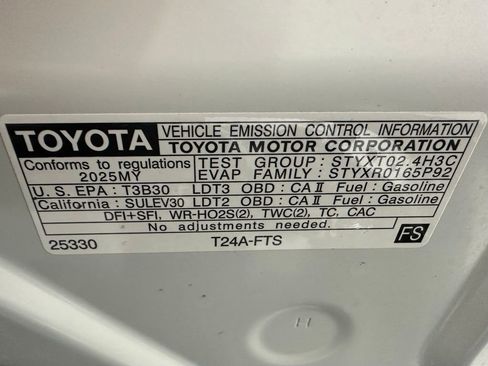 TOYOTA VEHICLE EMISSION CONTROL INFORMATION
TOYOTA MOTOR CORPORATION
Conforms to regulations TEST GROUP : STYXT02.4H3C
2025MY EVAP FAMILY : STYXR0165P92
U.S. EPA : T3B30 LDT3 OBD : CA II Fuel : Gasoline
California : SULEV30 LDT2 OBD : CA II Fuel : Gasoline
DFI+SFI, WR-HO2S(2), TWC(2), TC, CAC
No adjustments needed.
25330 T24A-FTS FS
H